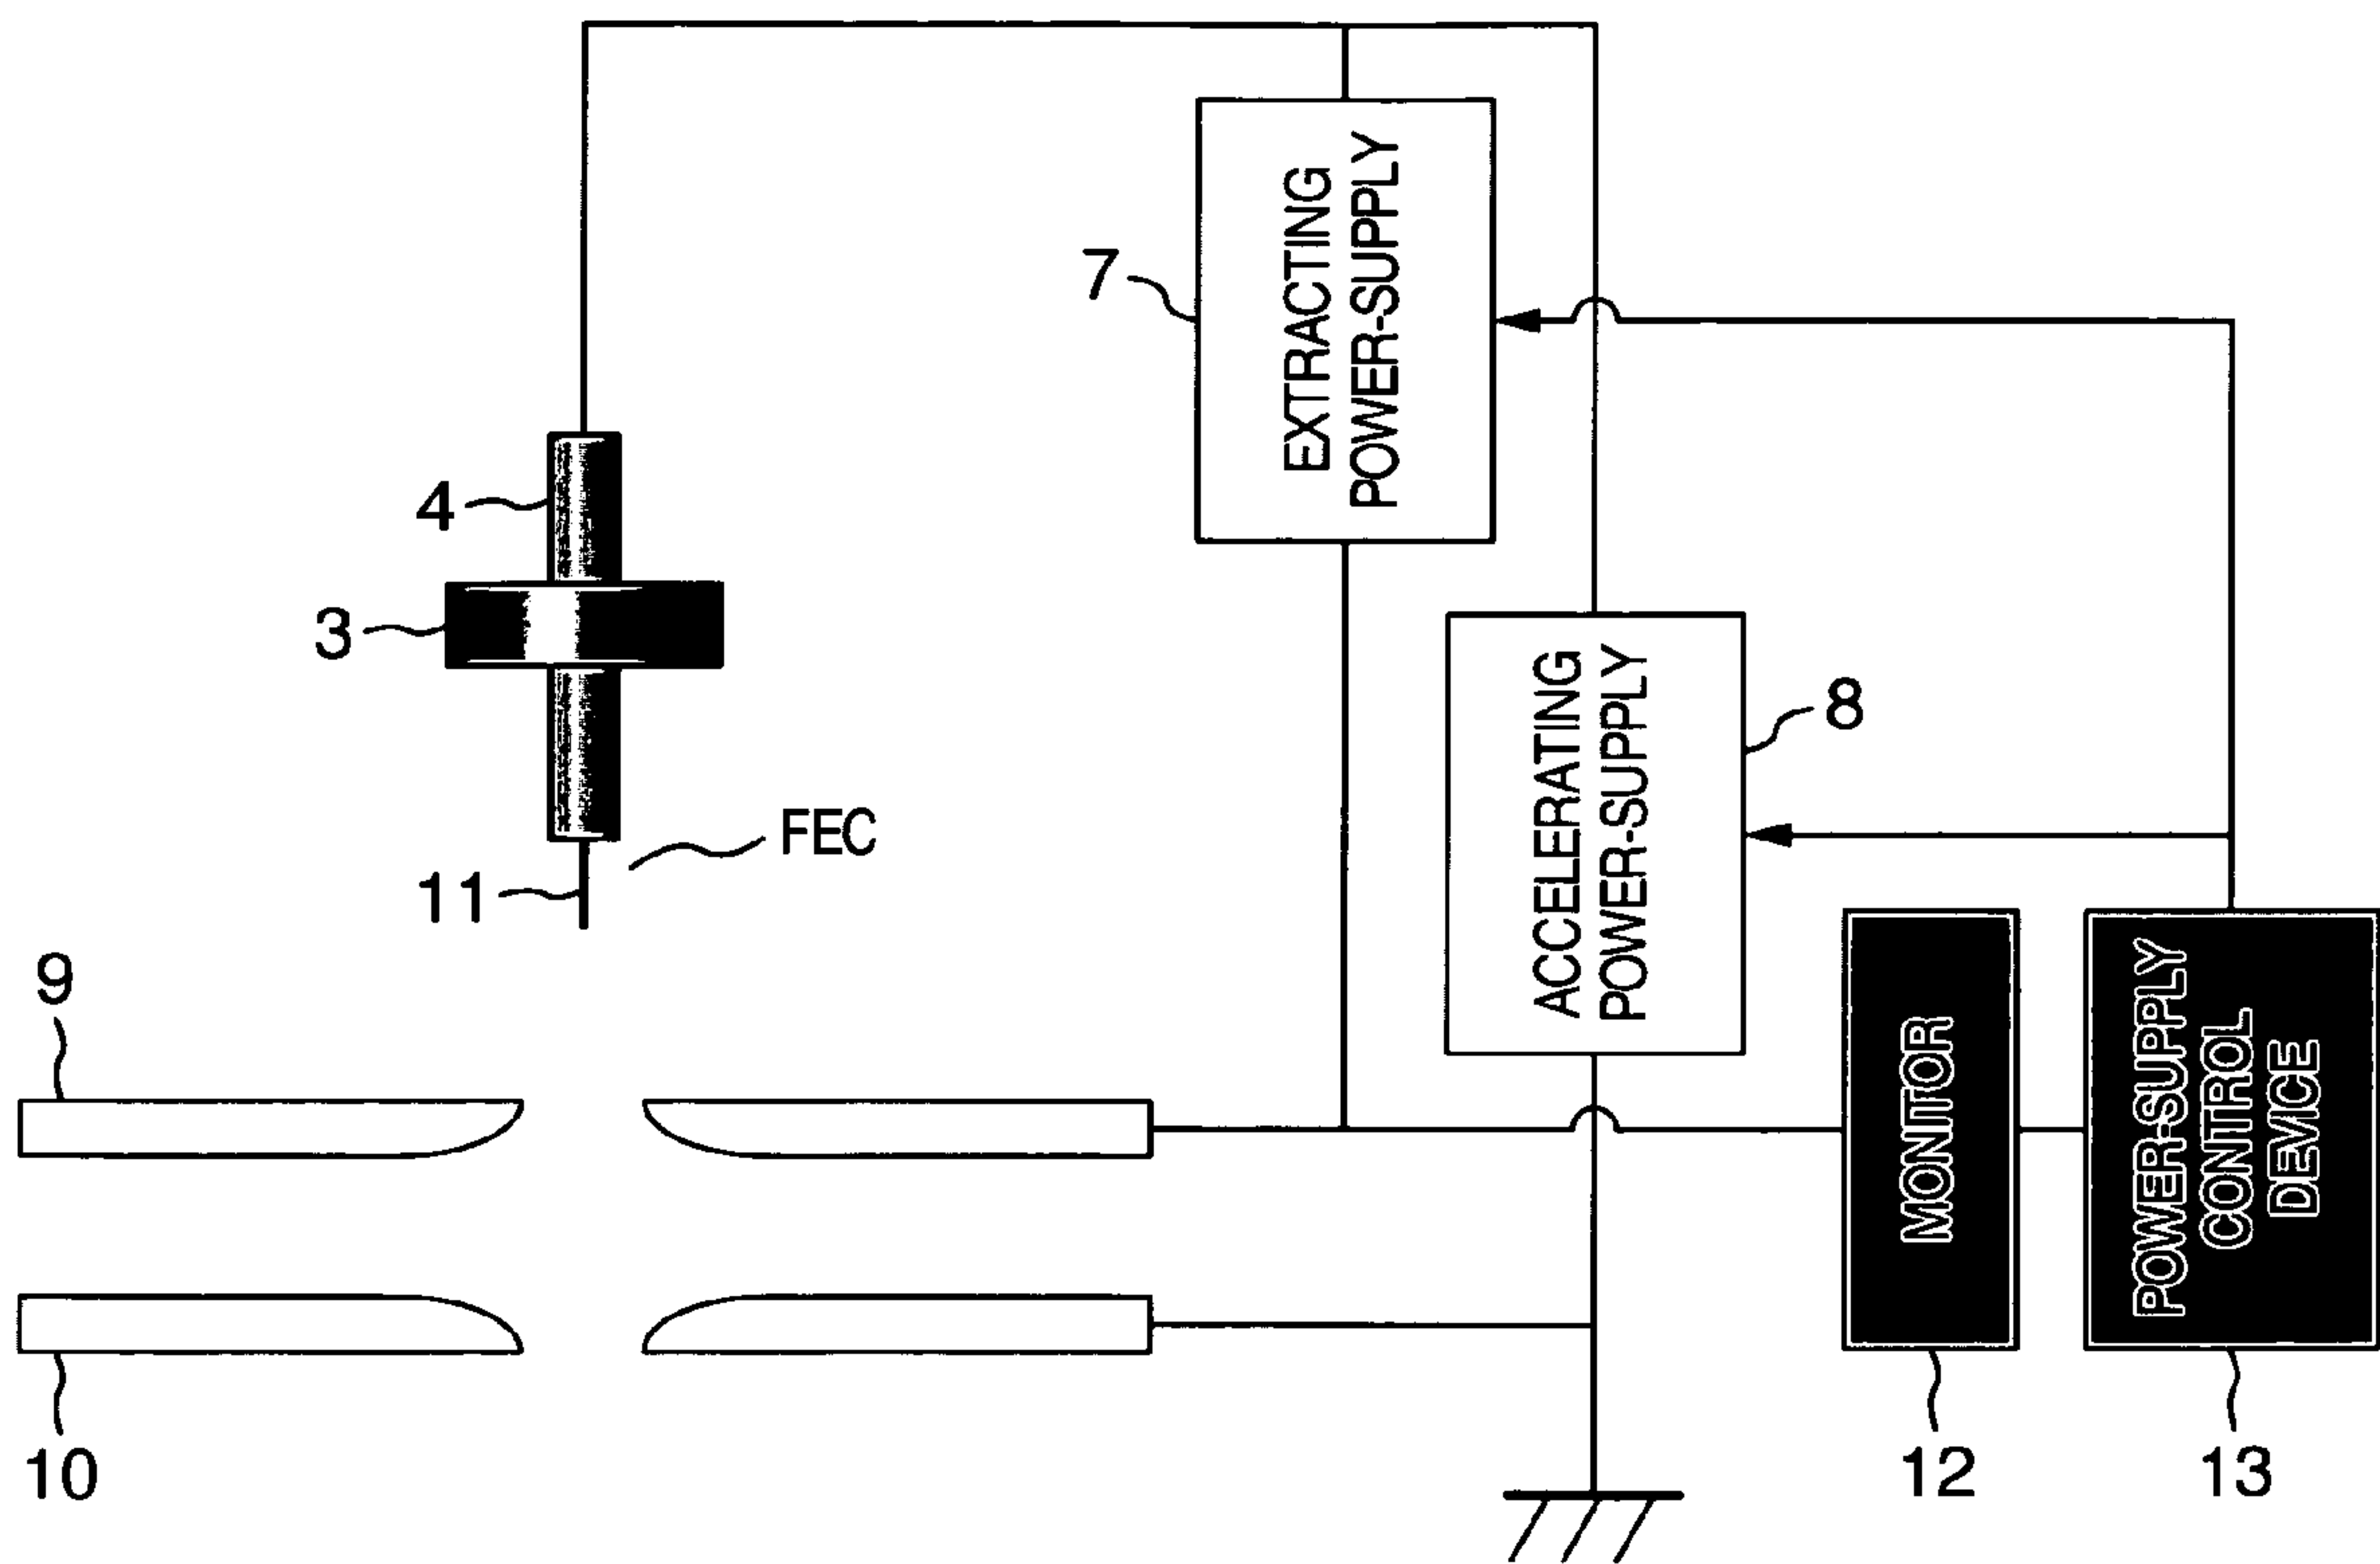 7
EXTRACTING
POWER-SUPPLY
4
3
8
ACCELERATING
POWER-SUPPLY
FEC
11
9
MONITOR
POWER-SUPPLY
CONTROL
DEVICE
10
12
13